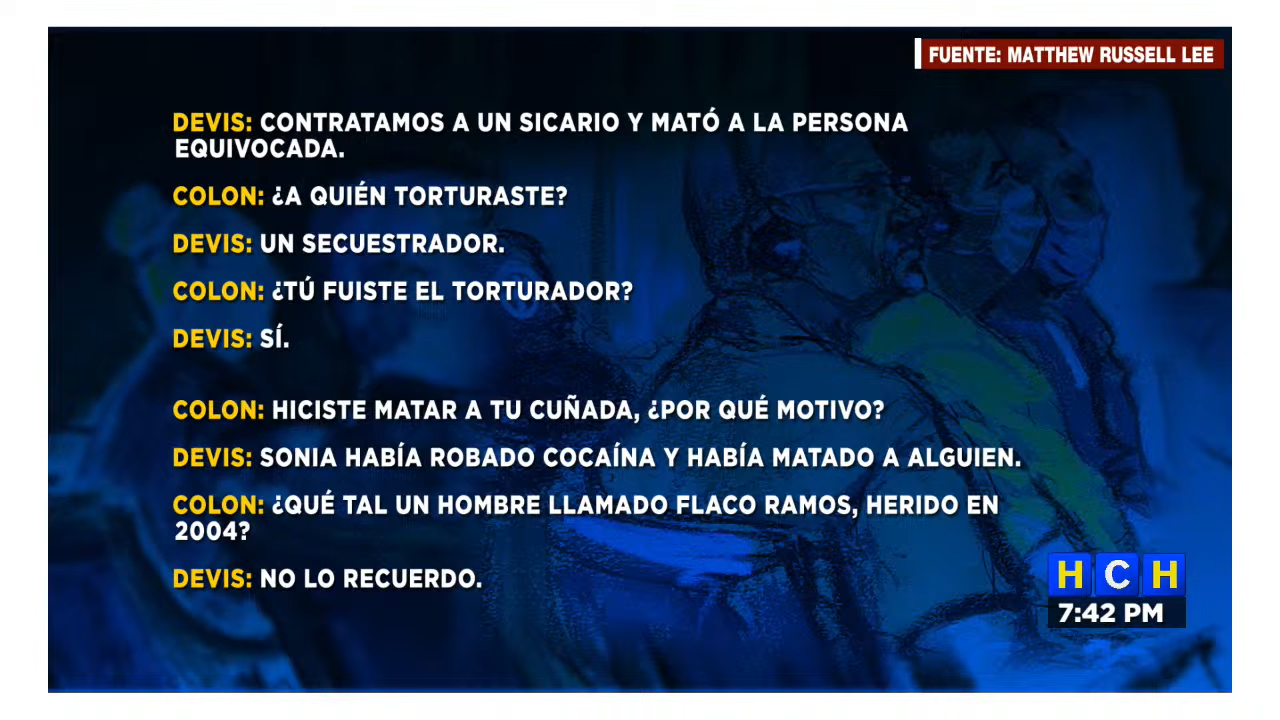 FUENTE: MATTHEW RUSSELL LEE
DEVIS: CONTRATAMOS A UN SICARIO Y MATÓ A LA PERSONA
EQUIVOCADA.
COLON: ¿A QUIÉN TORTURASTE?
DEVIS: UN SECUESTRADOR.
COLON: ¿TÚ FUISTE EL TORTURADOR?
DEVIS: SÍ.
COLON: HICISTE MATAR A TU CUÑADA, ¿POR QUÉ MOTIVO?
DEVIS: SONIA HABÍA ROBADO COCAÍNA Y HABÍA MATADO A ALGUIEN.
COLON: ¿QUÉ TAL UN HOMBRE LLAMADO FLACO RAMOS, HERIDO EN
2004?
DEVIS: NO LO RECUERDO.
HCH
7:42 PM